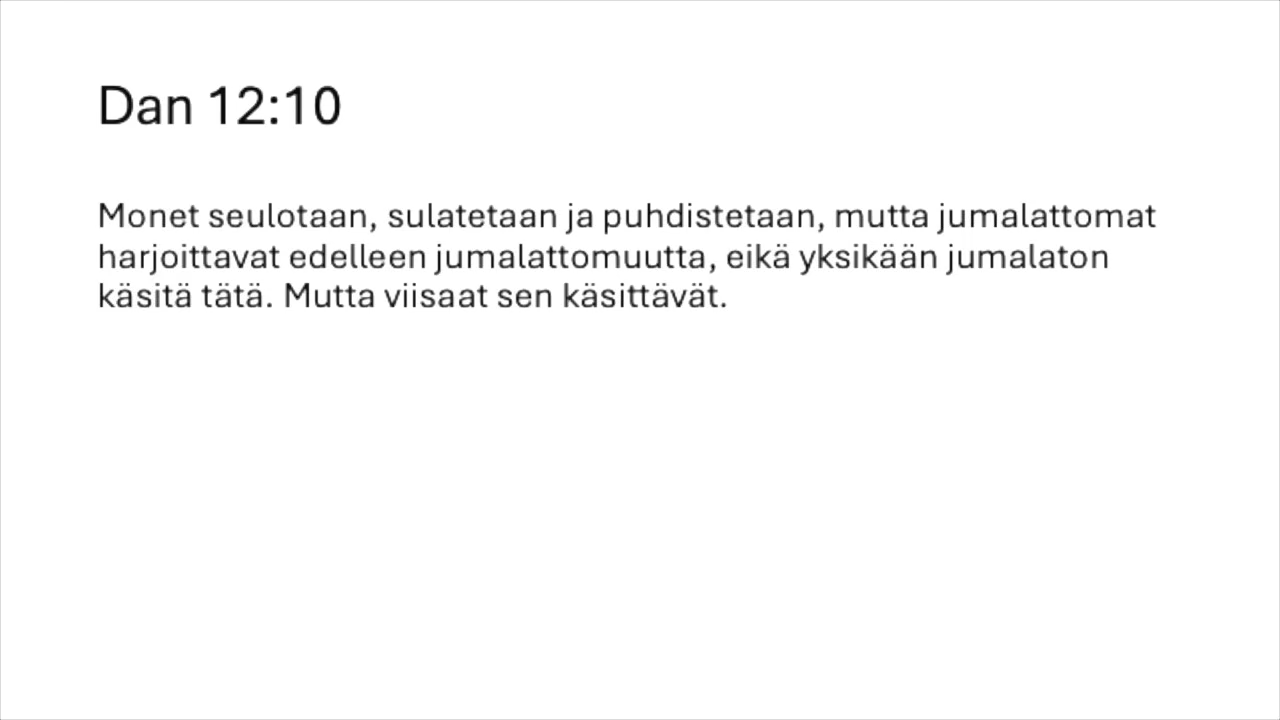 Dan 12:10
Monet seulotaan, sulatetaan ja puhdistetaan, mutta jumalattomat
harjoittavat edelleen jumalattomuutta, eikä yksikään jumalaton
käsitä tätä. Mutta viisaat sen käsittävät.